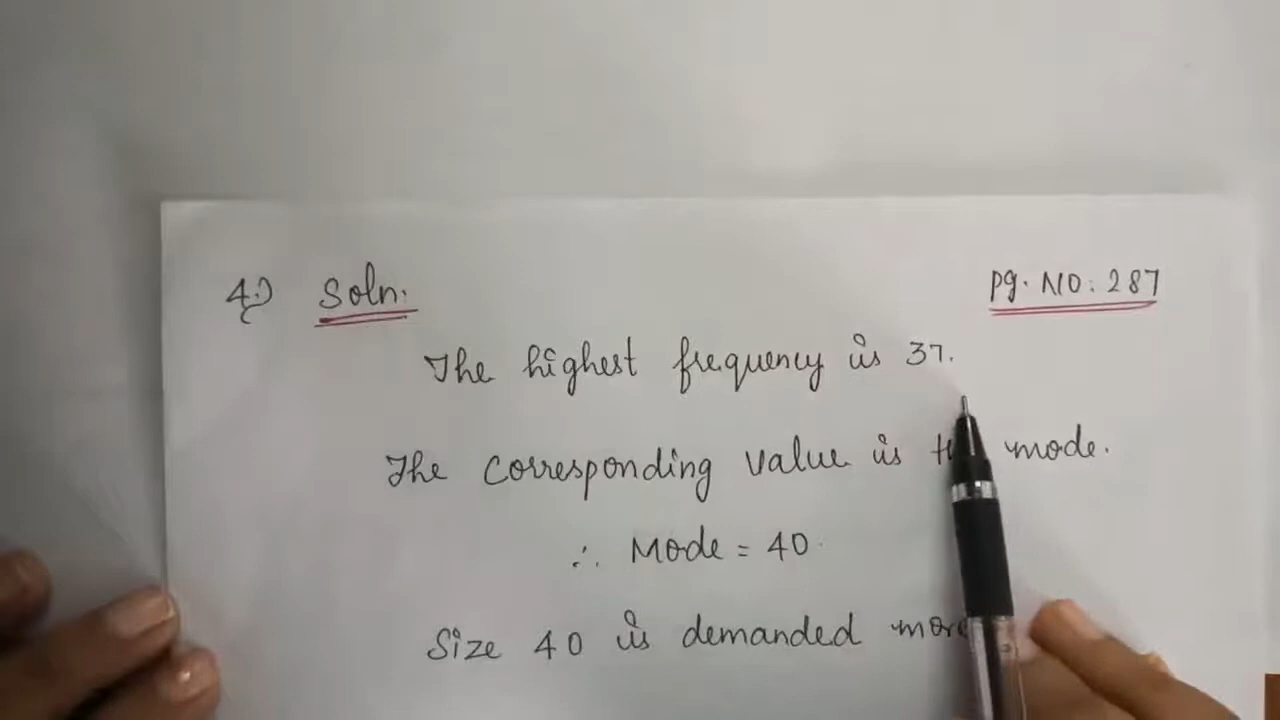 4.) Soln.
Pg. NO: 287
The highest frequency is 37.
The corresponding value is mode.
∴ Mode = 40.
Size 40 is demanded more